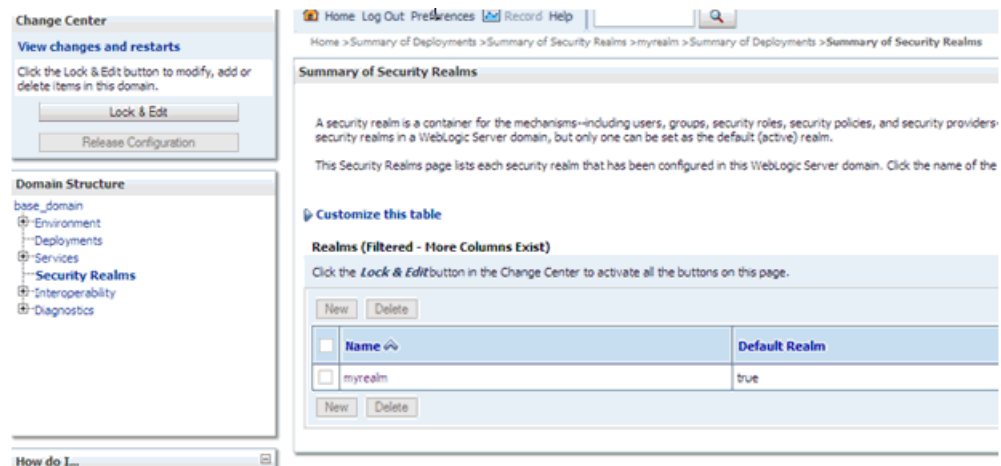 Change Center
View changes and restarts
Click the Lock & Edit button to modify, add or
delete items in this domain.
Lock & Edit
Release Configuration
Domain Structure
base_domain
Environment
Deployments
Services
Security Realms
Interoperability
Diagnostics
How do I...
Home Log Out Preferences Record Help
Home >Summary of Deployments >Summary of Security Realms >myrealm >Summary of Deployments >Summary of Security Realms
Summary of Security Realms
A security realm is a container for the mechanisms--including users, groups, security roles, security policies, and security providers-
security realms in a WebLogic Server domain, but only one can be set as the default (active) realm.
This Security Realms page lists each security realm that has been configured in this WebLogic Server domain. Click the name of the
Customize this table
Realms (Filtered - More Columns Exist)
Click the Lock & Edit button in the Change Center to activate all the buttons on this page.
New Delete
Name Default Realm
myrealm true
New Delete